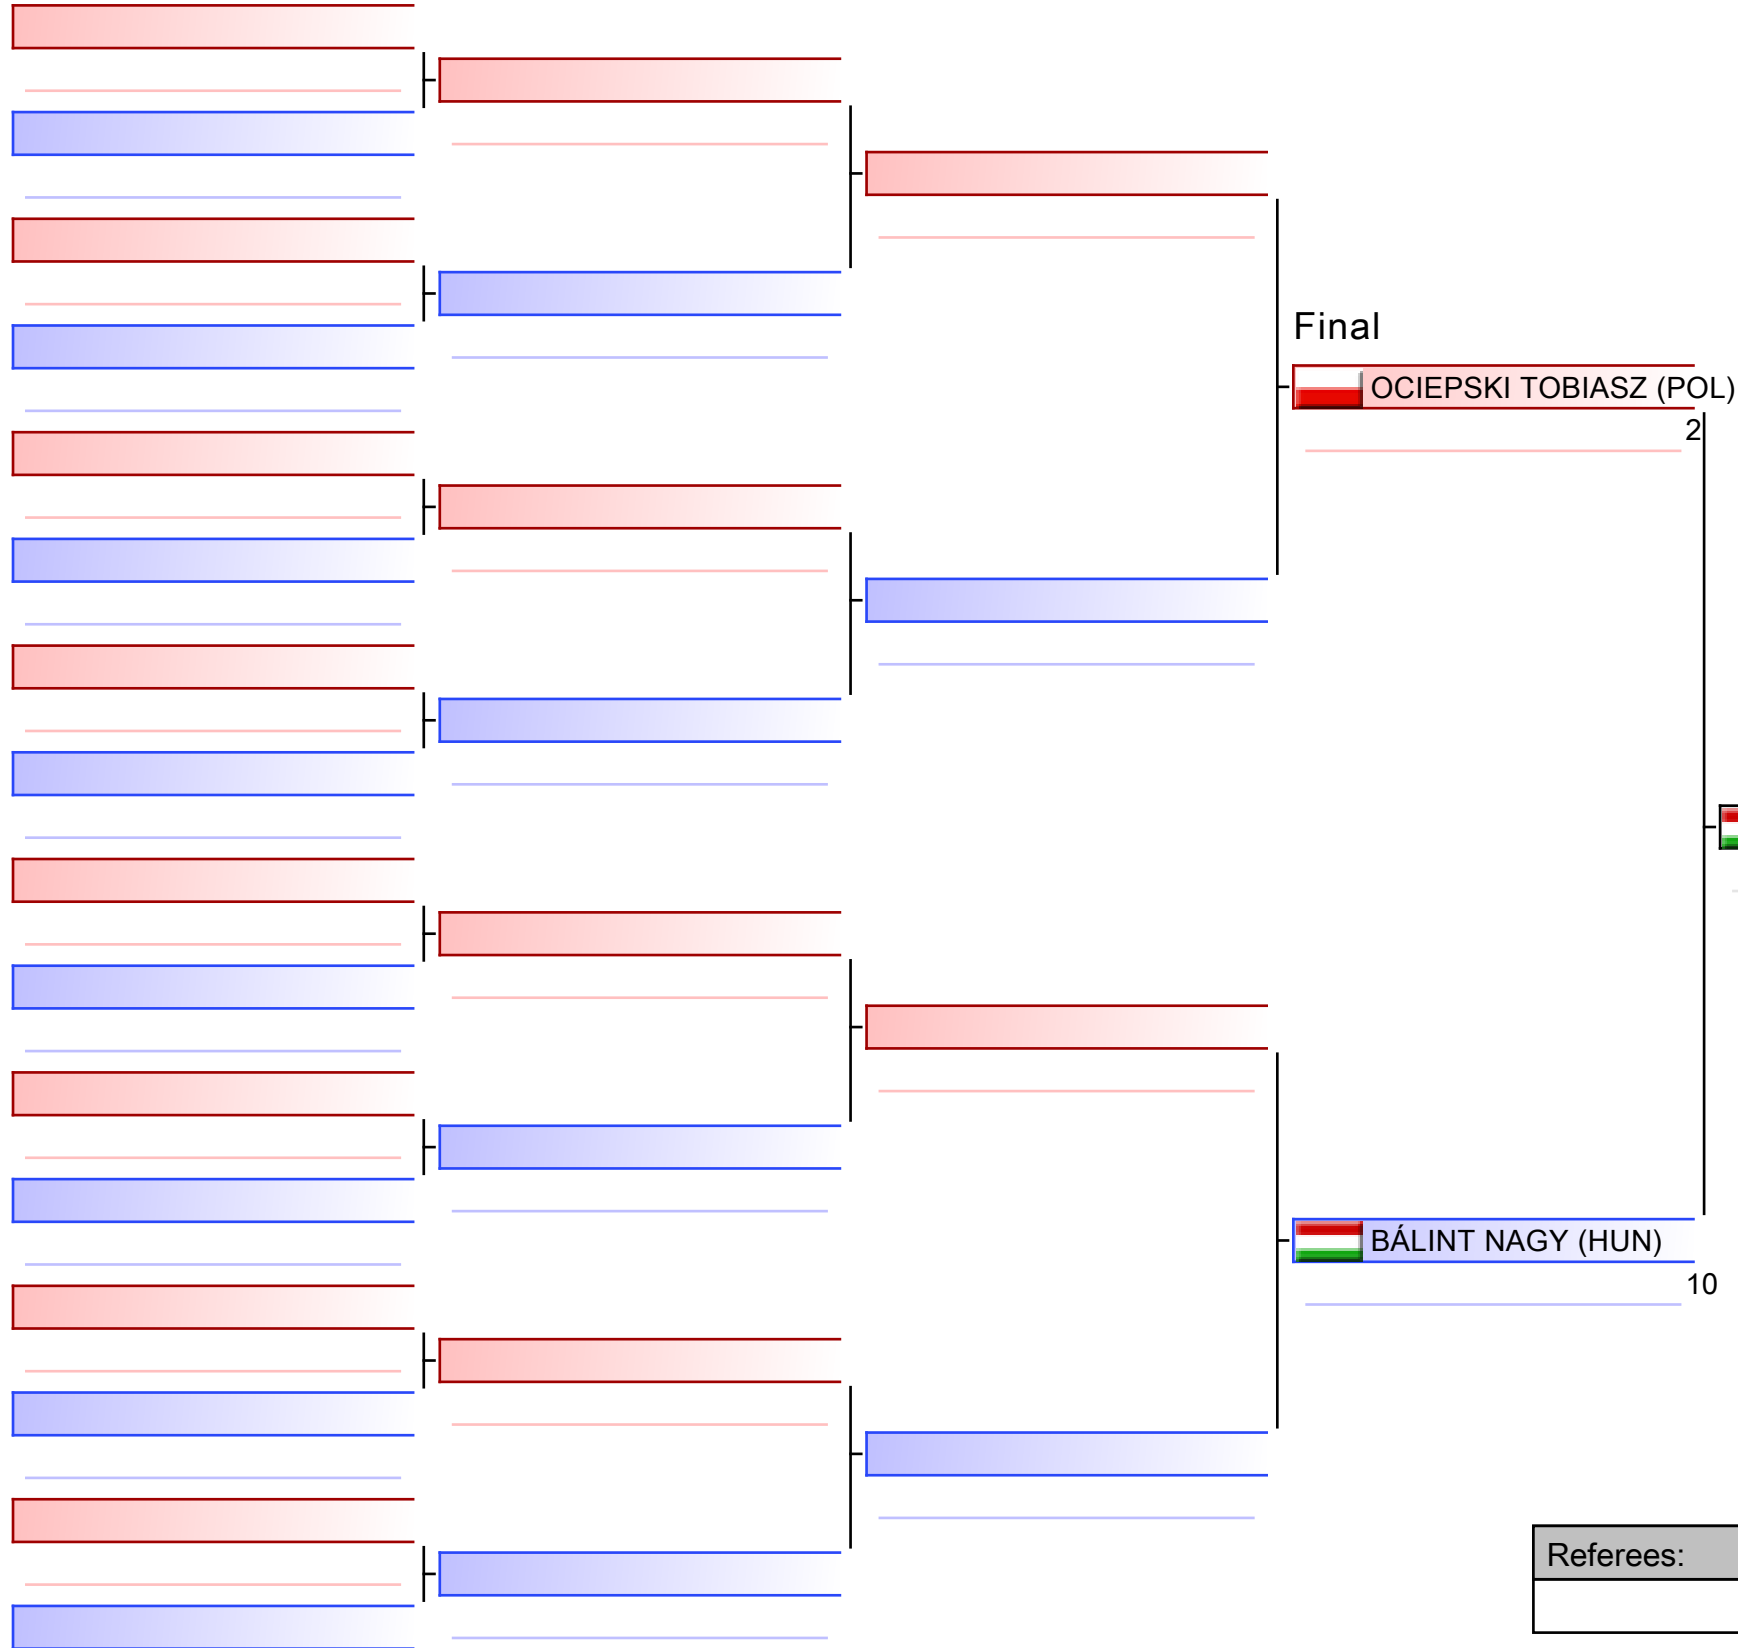 Final
OCIEPSKI TOBIASZ (POL)
2
BÁLINT NAGY (HUN)
10
Referees: